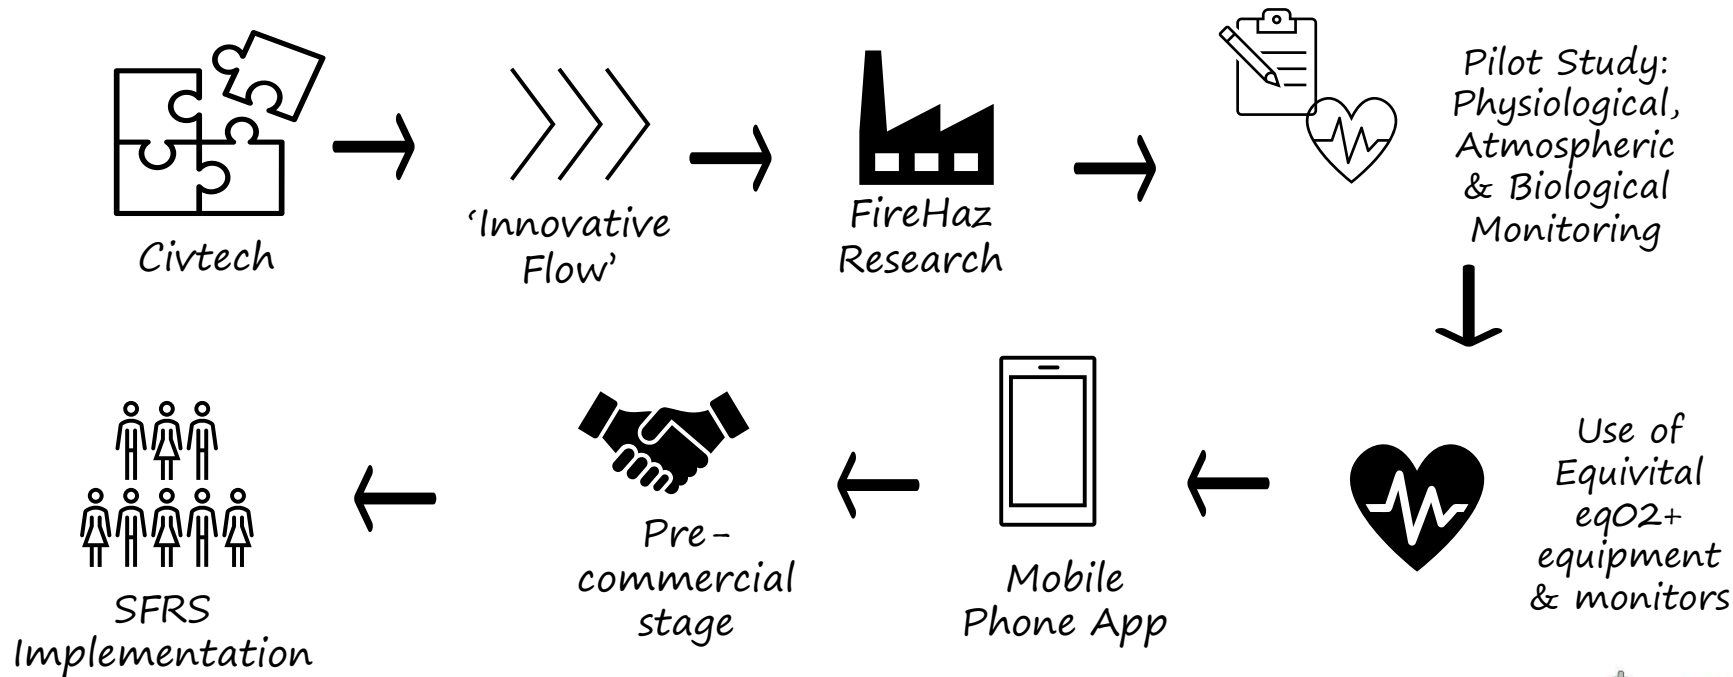 Civtech
‘Innovative
Flow’
FireHaz
Research
Pilot Study:
Physiological,
Atmospheric
& Biological
Monitoring
Use of
Equivital
eqO2+
equipment
& monitors
Mobile
Phone App
Pre-
commercial
stage
SFRS
Implementation